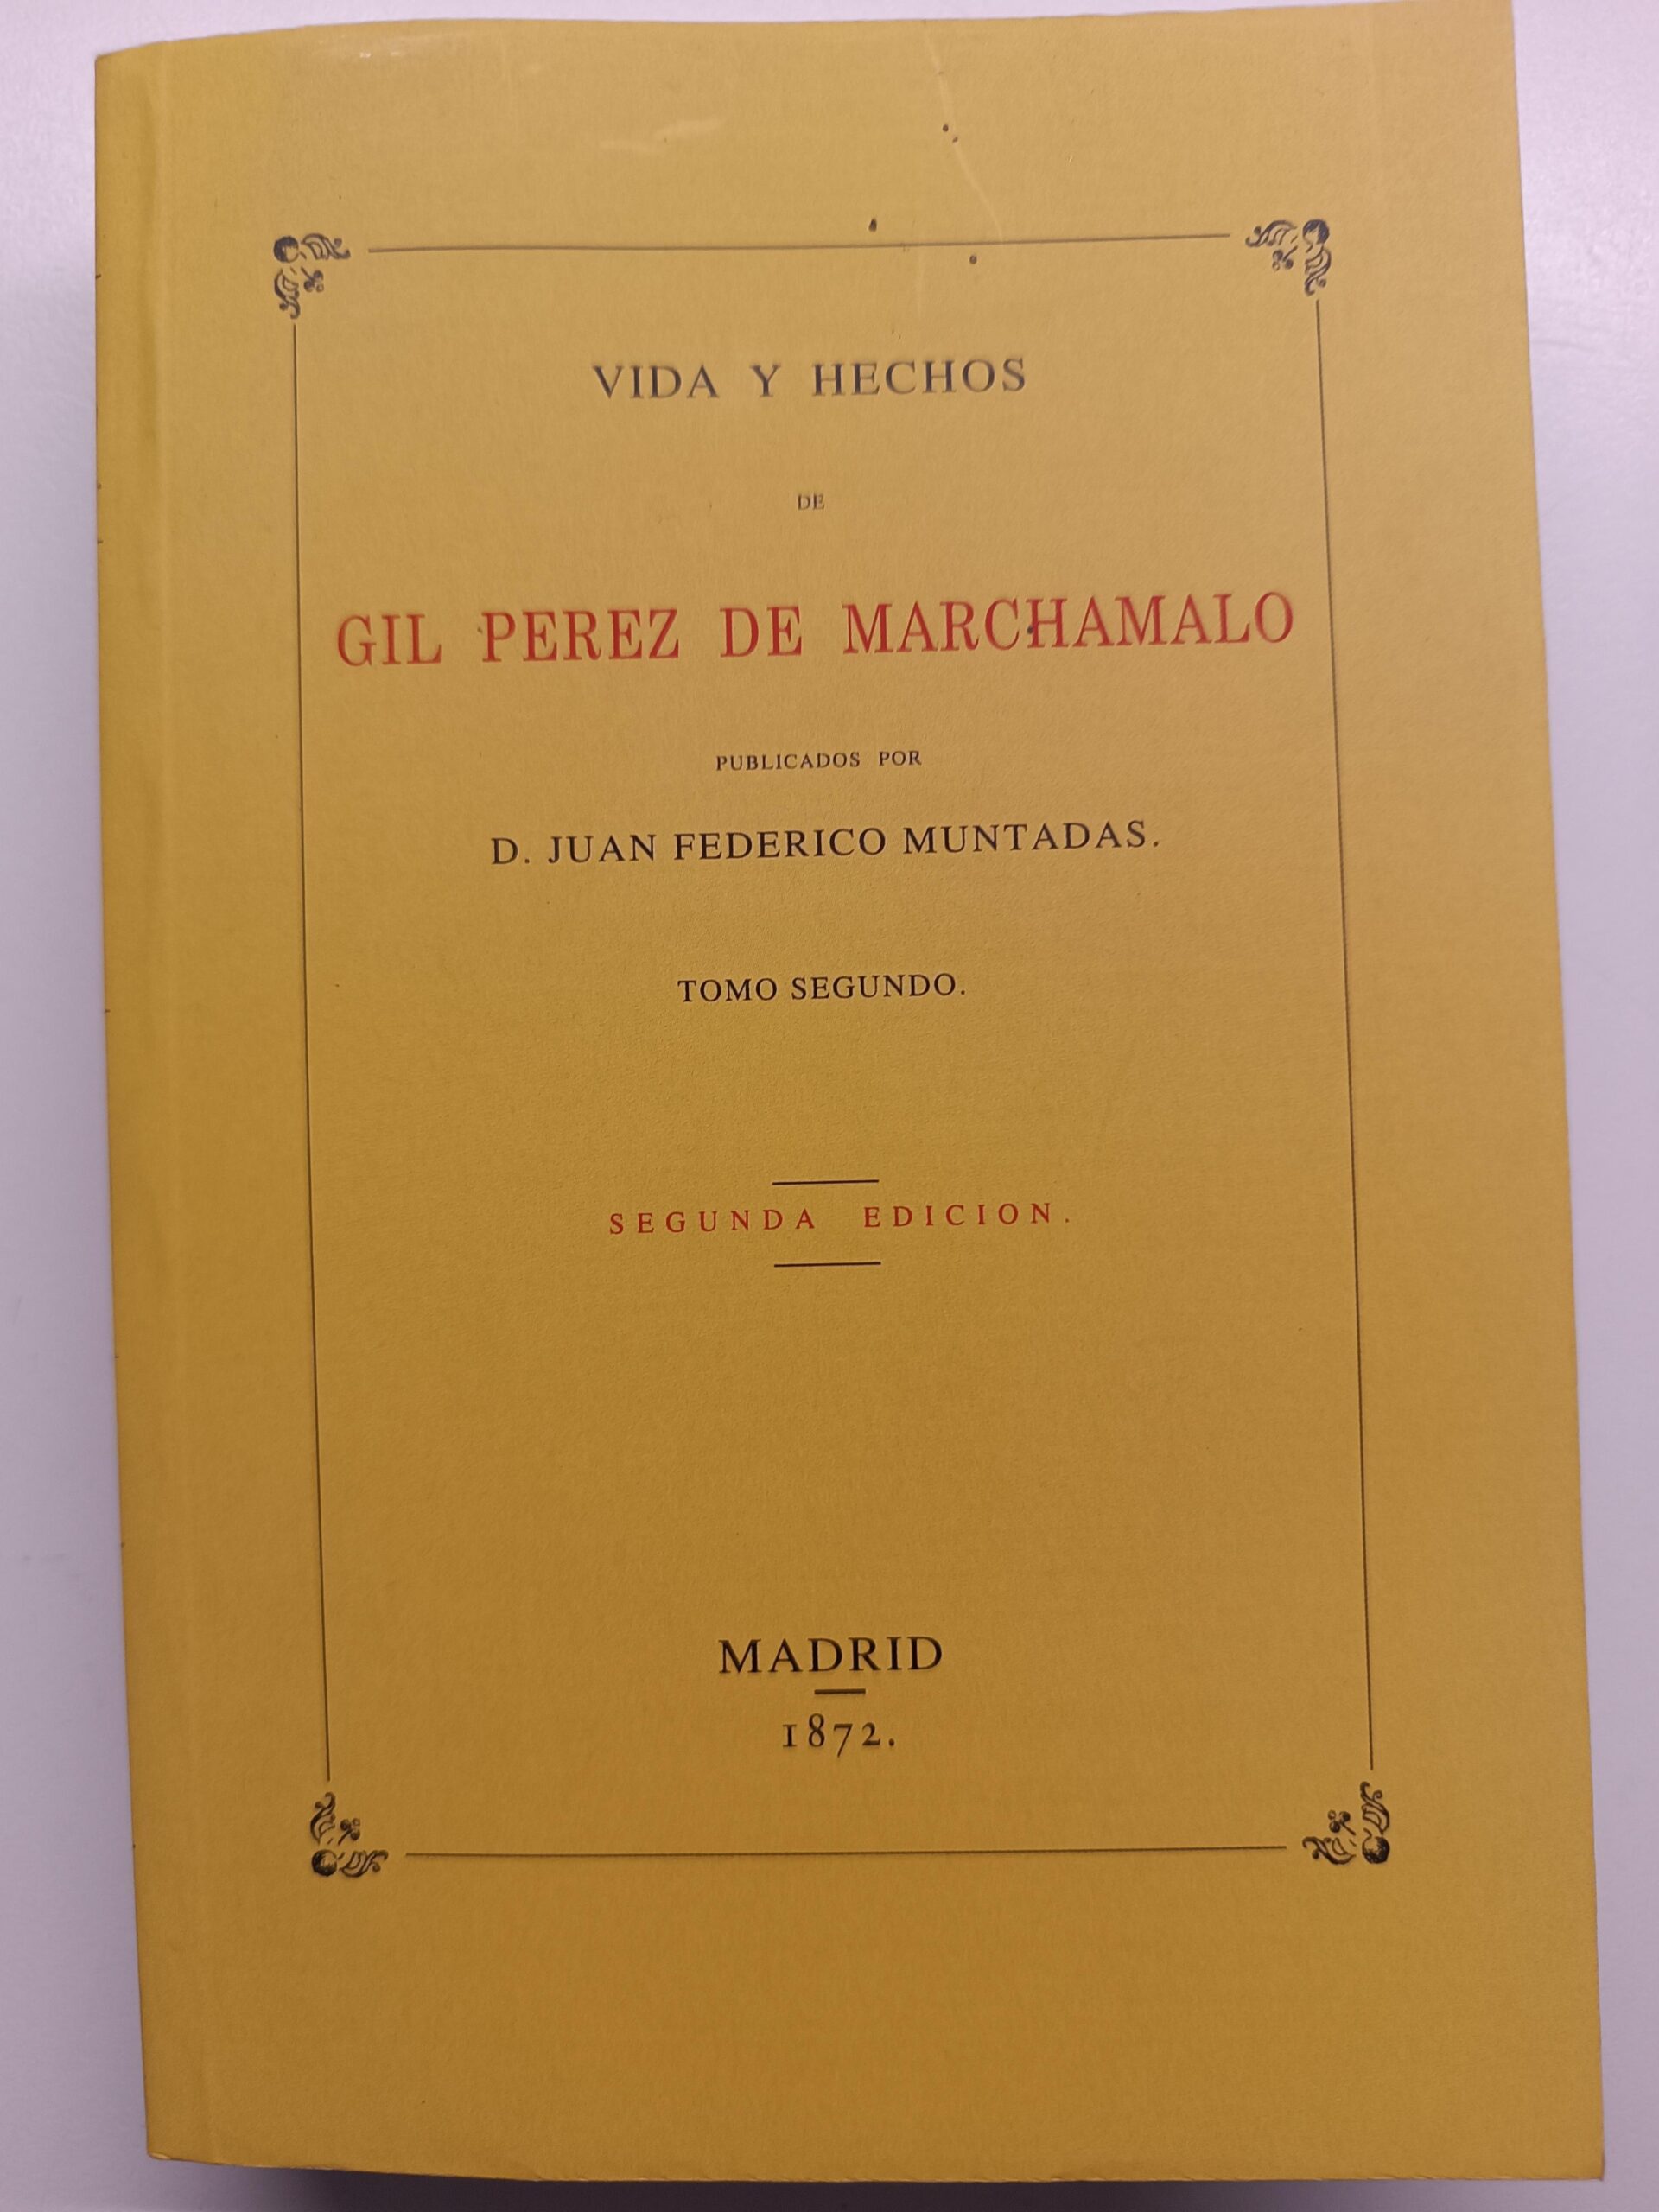 VIDA Y HECHOS
DE
GIL PEREZ DE MARCHAMALO
PUBLICADOS POR
D. JUAN FEDERICO MUNTADAS.
TOMO SEGUNDO.
SEGUNDA EDICION.
MADRID
1872.